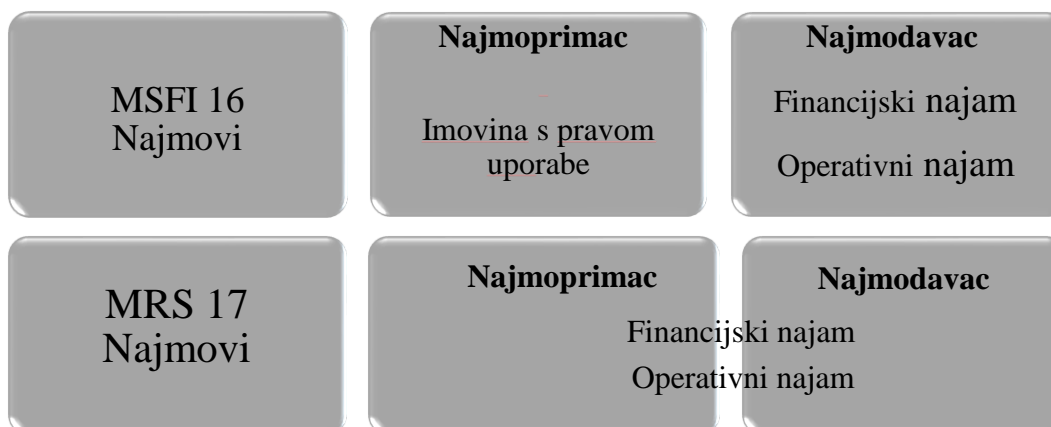 MSFI 16
Najmovi
Najmoprimac
Imovina s pravom
uporabe
Najmodavac
Financijski najam
Operativni najam
MRS 17
Najmovi
Najmoprimac
Najmodavac
Financijski najam
Operativni najam